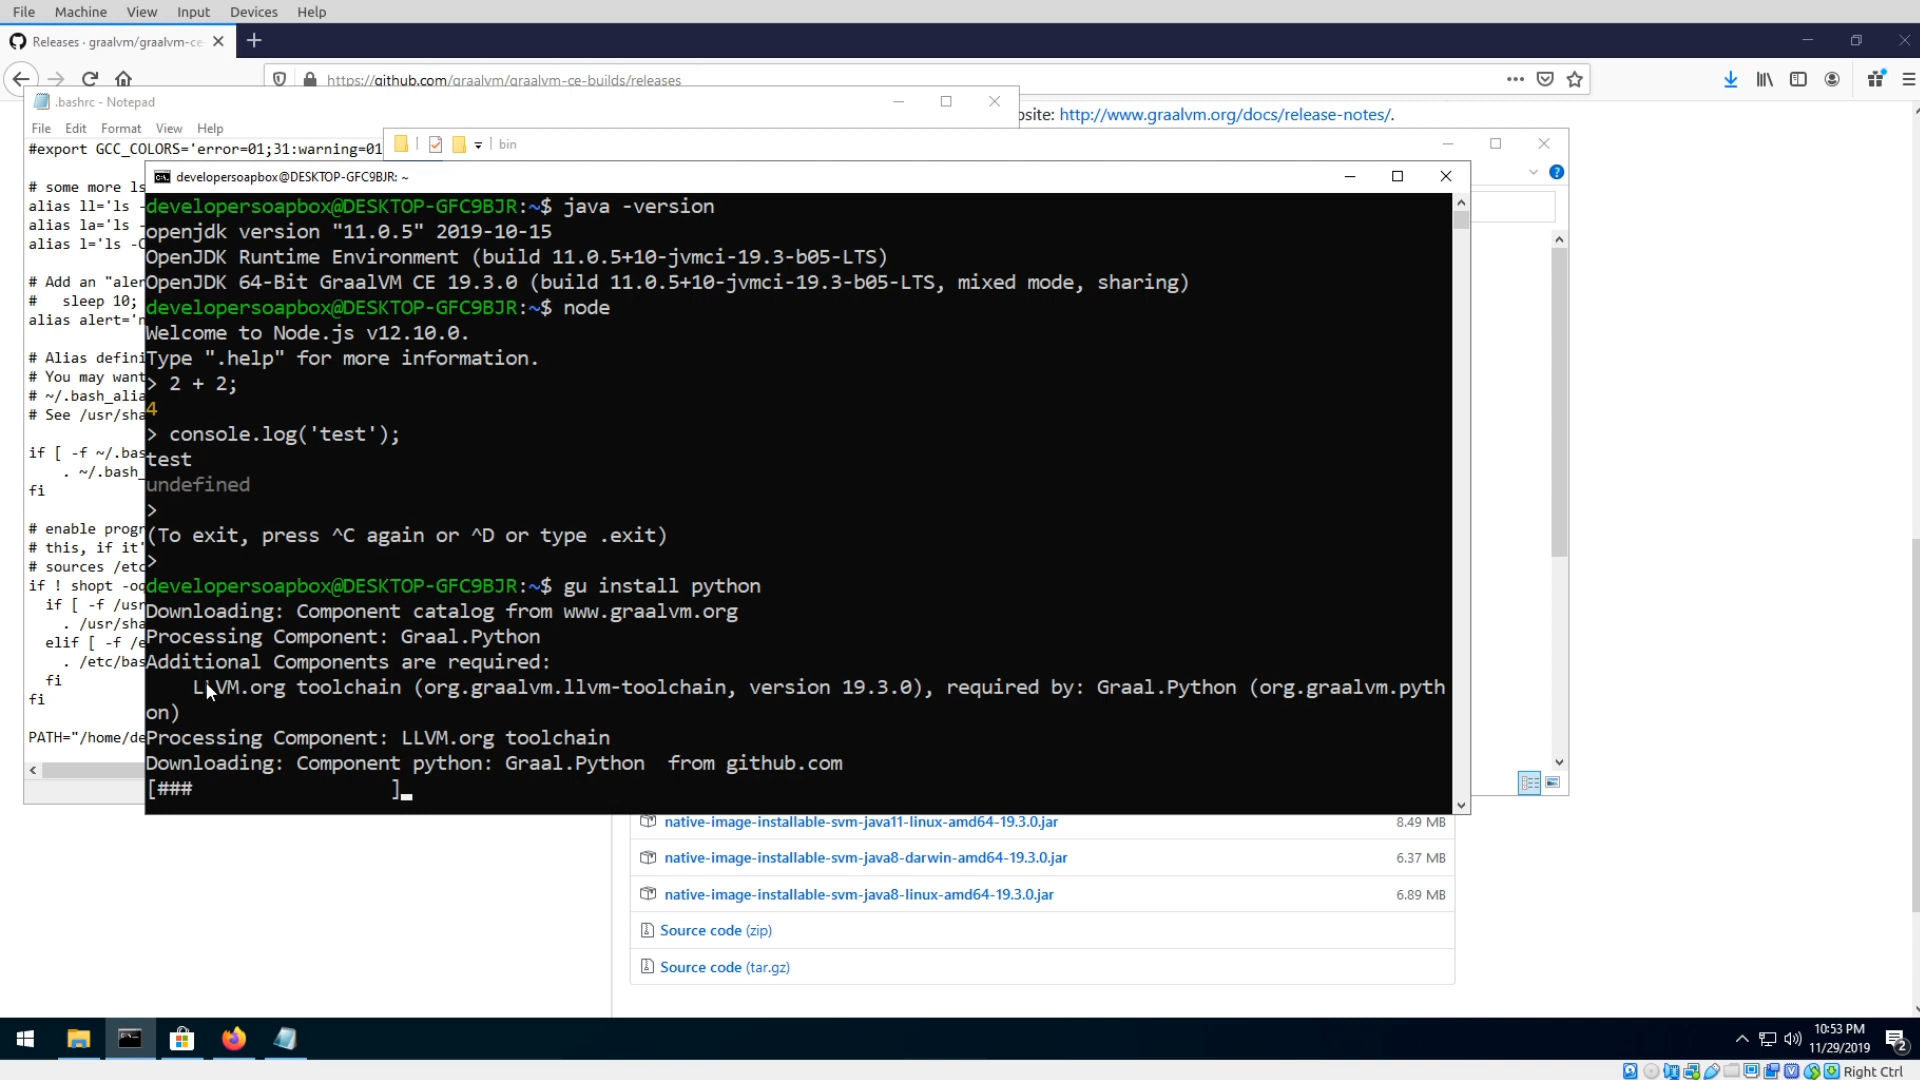 File Machine View Input Devices Help
Releases · graalvm/graalvm-ce-
https://github.com/graalvm/graalvm-ce-builds/releases
.bashrc - Notepad
File Edit Format View Help
osite: http://www.graalvm.org/docs/release-notes/.
bin
#export GCC_COLORS='error=01;31:warning=01
# some more ls
alias ll='ls -
alias la='ls -
alias l='ls -C
# Add an "aler
#   sleep 10;
alias alert='n
# Alias defini
# You may want
# ~/.bash_alia
# See /usr/sha
if [ -f ~/.bas
. ~/.bash_
fi
# enable progr
# this, if it'
# sources /etc
if ! shopt -oq
if [ -f /usr
. /usr/sha
elif [ -f /e
. /etc/bas
fi
fi
PATH="/home/de
developersoapbox@DESKTOP-GFC9BJR: ~
developersoapbox@DESKTOP-GFC9BJR:~$ java -version
openjdk version "11.0.5" 2019-10-15
OpenJDK Runtime Environment (build 11.0.5+10-jvmci-19.3-b05-LTS)
OpenJDK 64-Bit GraalVM CE 19.3.0 (build 11.0.5+10-jvmci-19.3-b05-LTS, mixed mode, sharing)
developersoapbox@DESKTOP-GFC9BJR:~$ node
Welcome to Node.js v12.10.0.
Type ".help" for more information.
> 2 + 2;
4
> console.log('test');
test
undefined
>
(To exit, press ^C again or ^D or type .exit)
>
developersoapbox@DESKTOP-GFC9BJR:~$ gu install python
Downloading: Component catalog from www.graalvm.org
Processing Component: Graal.Python
Additional Components are required:
LLVM.org toolchain (org.graalvm.llvm-toolchain, version 19.3.0), required by: Graal.Python (org.graalvm.pyth
on)
Processing Component: LLVM.org toolchain
Downloading: Component python: Graal.Python  from github.com
[###                 ]
native-image-installable-svm-java11-linux-amd64-19.3.0.jar 8.49 MB
native-image-installable-svm-java8-darwin-amd64-19.3.0.jar 6.37 MB
native-image-installable-svm-java8-linux-amd64-19.3.0.jar 6.89 MB
Source code (zip)
Source code (tar.gz)
10:53 PM
11/29/2019
2
Right Ctrl